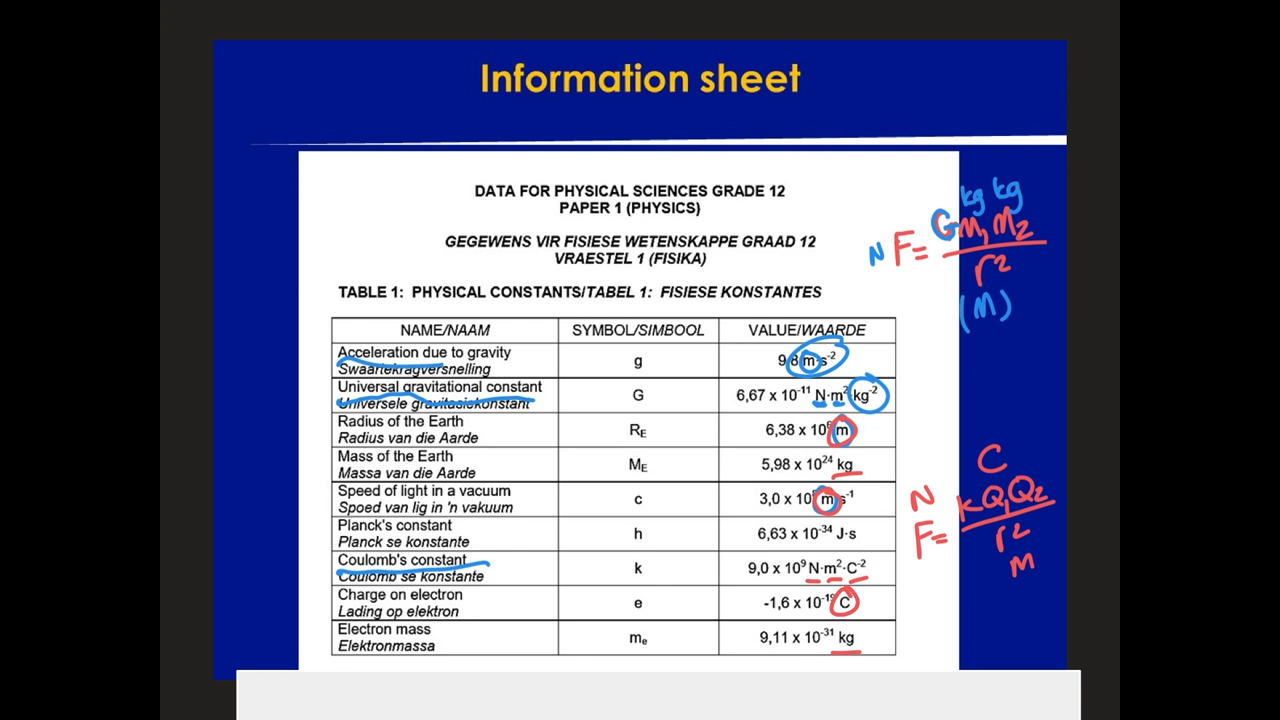 Information sheet
DATA FOR PHYSICAL SCIENCES GRADE 12
PAPER 1 (PHYSICS)
GEGEWENS VIR FISIESE WETENSKAPPE GRAAD 12
VRAESTEL 1 (FISIKA)
TABLE 1: PHYSICAL CONSTANTS/TABEL 1: FISIESE KONSTANTES
NAME/NAAM SYMBOL/SIMBOOL VALUE/WAARDE
Acceleration due to gravity
Swaartekragversnelling g 9,8 m·s⁻²
Universal gravitational constant
Universele gravitasiekonstant G 6,67 x 10⁻¹¹ N·m²·kg⁻²
Radius of the Earth
Radius van die Aarde R_E 6,38 x 10⁶ m
Mass of the Earth
Massa van die Aarde M_E 5,98 x 10²⁴ kg
Speed of light in a vacuum
Spoed van lig in 'n vakuum c 3,0 x 10⁸ m·s⁻¹
Planck's constant
Planck se konstante h 6,63 x 10⁻³⁴ J·s
Coulomb's constant
Coulomb se konstante k 9,0 x 10⁹ N·m²·C⁻²
Charge on electron
Lading op elektron e -1,6 x 10⁻¹⁹ C
Electron mass
Elektronmassa mₑ 9,11 x 10⁻³¹ kg
kg kg
G M₁ M₂
N F=
r²
(M)
C
N
k Q₁ Q₂
F=
r²
M